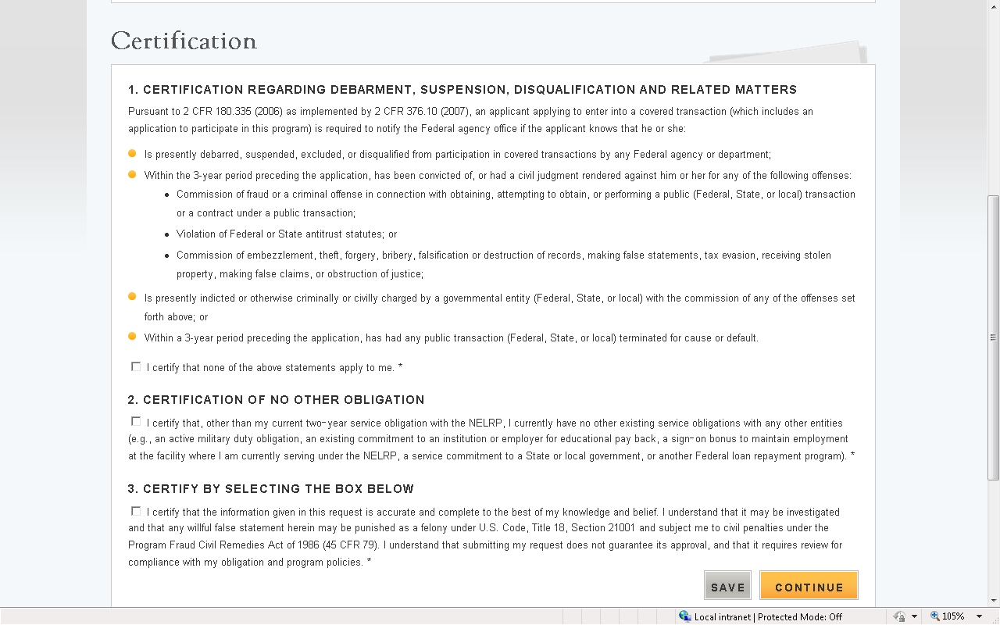 Certification
1. CERTIFICATION REGARDING DEBARMENT, SUSPENSION, DISQUALIFICATION AND RELATED MATTERS
Pursuant to 2 CFR 180.335 (2006) as implemented by 2 CFR 376.10 (2007), an applicant applying to enter into a covered transaction (which includes an
application to participate in this program) is required to notify the Federal agency office if the applicant knows that he or she:
Is presently debarred, suspended, excluded, or disqualified from participation in covered transactions by any Federal agency or department;
Within the 3-year period preceding the application, has been convicted of, or had a civil judgment rendered against him or her for any of the following offenses:
Commission of fraud or a criminal offense in connection with obtaining, attempting to obtain, or performing a public (Federal, State, or local) transaction
or a contract under a public transaction;
Violation of Federal or State antitrust statutes; or
Commission of embezzlement, theft, forgery, bribery, falsification or destruction of records, making false statements, tax evasion, receiving stolen
property, making false claims, or obstruction of justice;
Is presently indicted or otherwise criminally or civilly charged by a governmental entity (Federal, State, or local) with the commission of any of the offenses set
forth above; or
Within a 3-year period preceding the application, has had any public transaction (Federal, State, or local) terminated for cause or default.
I certify that none of the above statements apply to me. *
2. CERTIFICATION OF NO OTHER OBLIGATION
I certify that, other than my current two-year service obligation with the NELRP, I currently have no other existing service obligations with any other entities
(e.g., an active military duty obligation, an existing commitment to an institution or employer for educational pay back, a sign-on bonus to maintain employment
at the facility where I am currently serving under the NELRP, a service commitment to a State or local government, or another Federal loan repayment program). *
3. CERTIFY BY SELECTING THE BOX BELOW
I certify that the information given in this request is accurate and complete to the best of my knowledge and belief. I understand that it may be investigated
and that any willful false statement herein may be punished as a felony under U.S. Code, Title 18, Section 21001 and subject me to civil penalties under the
Program Fraud Civil Remedies Act of 1986 (45 CFR 79). I understand that submitting my request does not guarantee its approval, and that it requires review for
compliance with my obligation and program policies. *
SAVE CONTINUE
Local intranet | Protected Mode: Off 105%